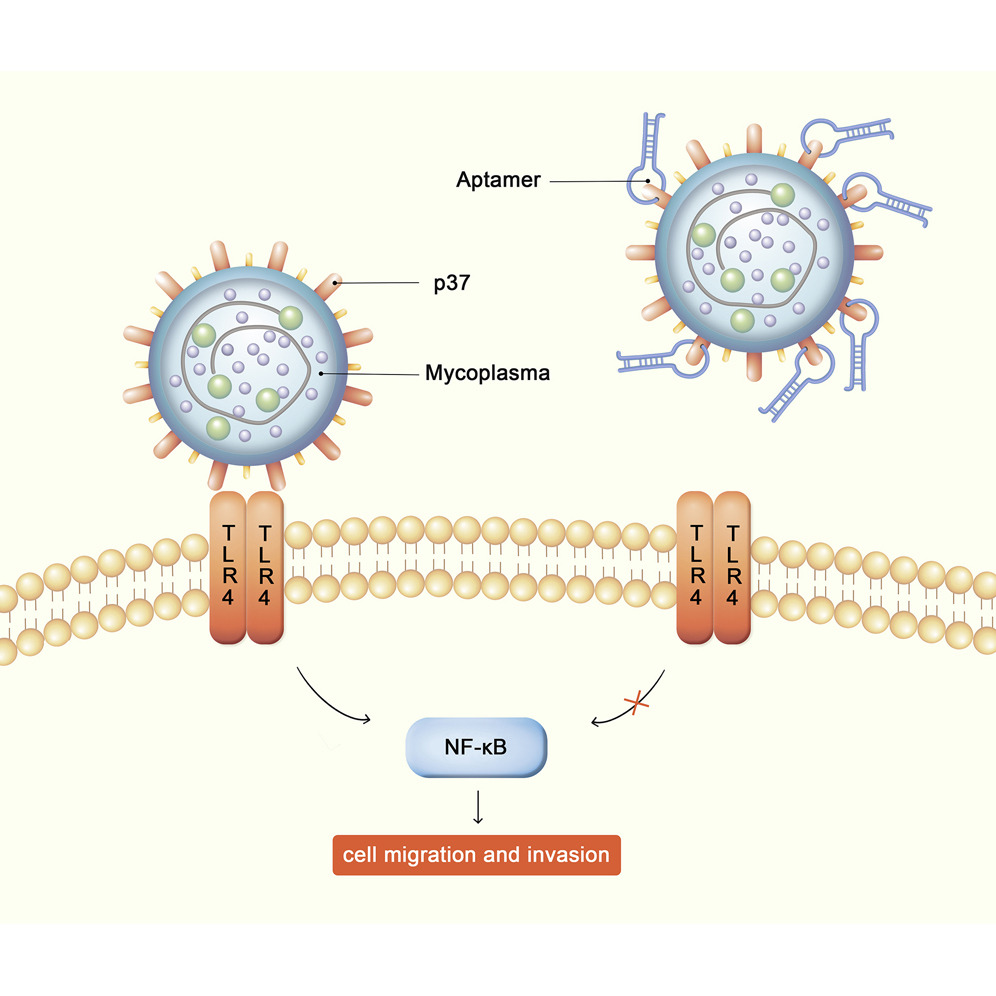 Aptamer
p37
Mycoplasma
TLR4
TLR4
TLR4
TLR4
NF-κB
cell migration and invasion